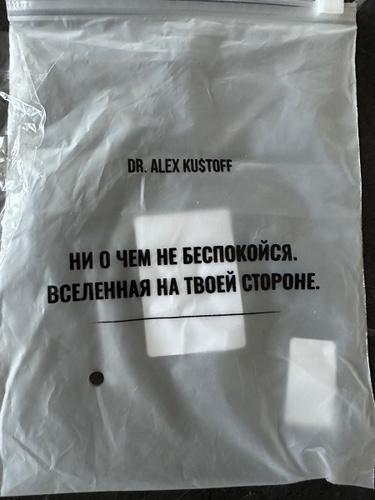 DR. ALEX KU$TOFF
НИ О ЧЕМ НЕ БЕСПОКОЙСЯ.
ВСЕЛЕННАЯ НА ТВОЕЙ СТОРОНЕ.